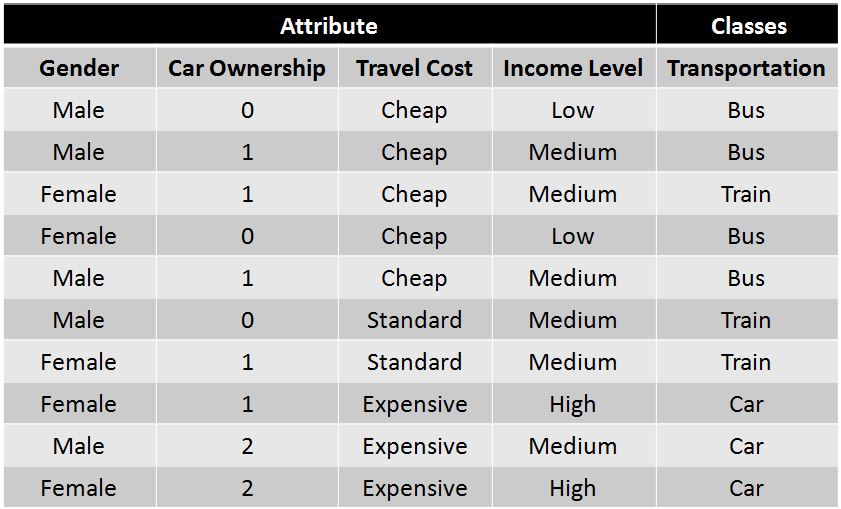 Attribute Classes
Gender Car Ownership Travel Cost Income Level Transportation
Male 0 Cheap Low Bus
Male 1 Cheap Medium Bus
Female 1 Cheap Medium Train
Female 0 Cheap Low Bus
Male 1 Cheap Medium Bus
Male 0 Standard Medium Train
Female 1 Standard Medium Train
Female 1 Expensive High Car
Male 2 Expensive Medium Car
Female 2 Expensive High Car